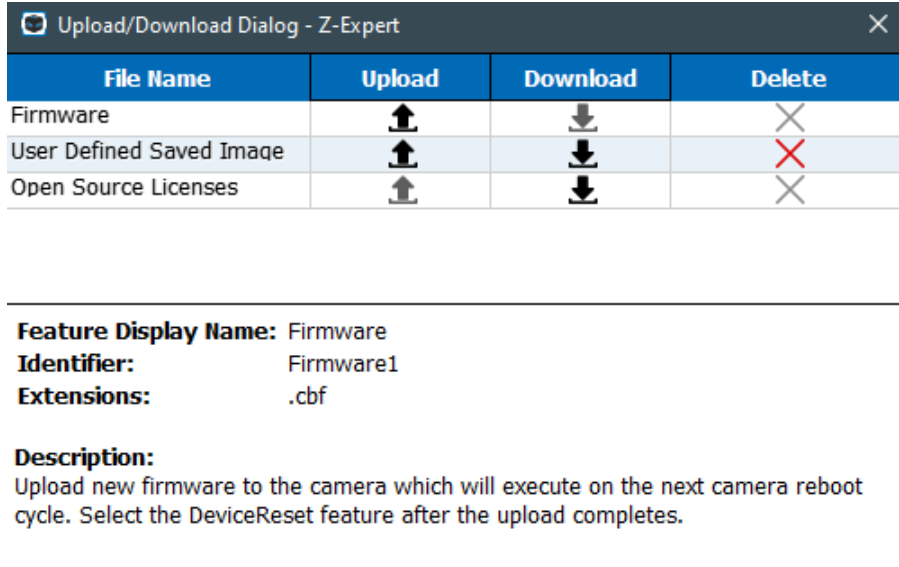 Upload/Download Dialog - Z-Expert
File Name Upload Download Delete
Firmware
User Defined Saved Image
Open Source Licenses
Feature Display Name: Firmware
Identifier: Firmware1
Extensions: .cbf
Description:
Upload new firmware to the camera which will execute on the next camera reboot
cycle. Select the DeviceReset feature after the upload completes.